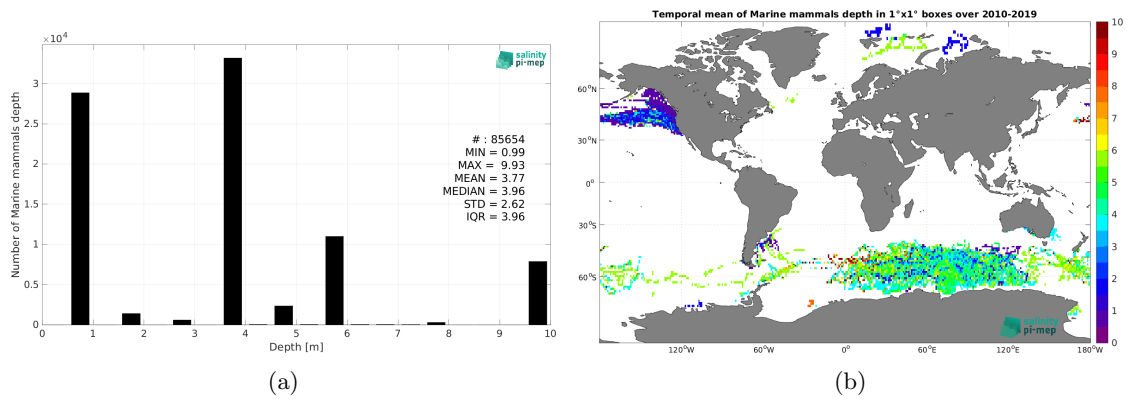 ×10⁴
3
2.5
2
1.5
1
0.5
0
0 1 2 3 4 5 6 7 8 9 10
Number of Marine mammals depth
Depth [m]
salinity
pi-mep
# : 85654
MIN = 0.99
MAX = 9.93
MEAN = 3.77
MEDIAN = 3.96
STD = 2.62
IQR = 3.96
(a)
Temporal mean of Marine mammals depth in 1°x1° boxes over 2010-2019
60°N
30°N
0°
30°S
60°S
120°W 60°W 0° 60°E 120°E 180°W
salinity
pi-mep
10
9
8
7
6
5
4
3
2
1
0
(b)